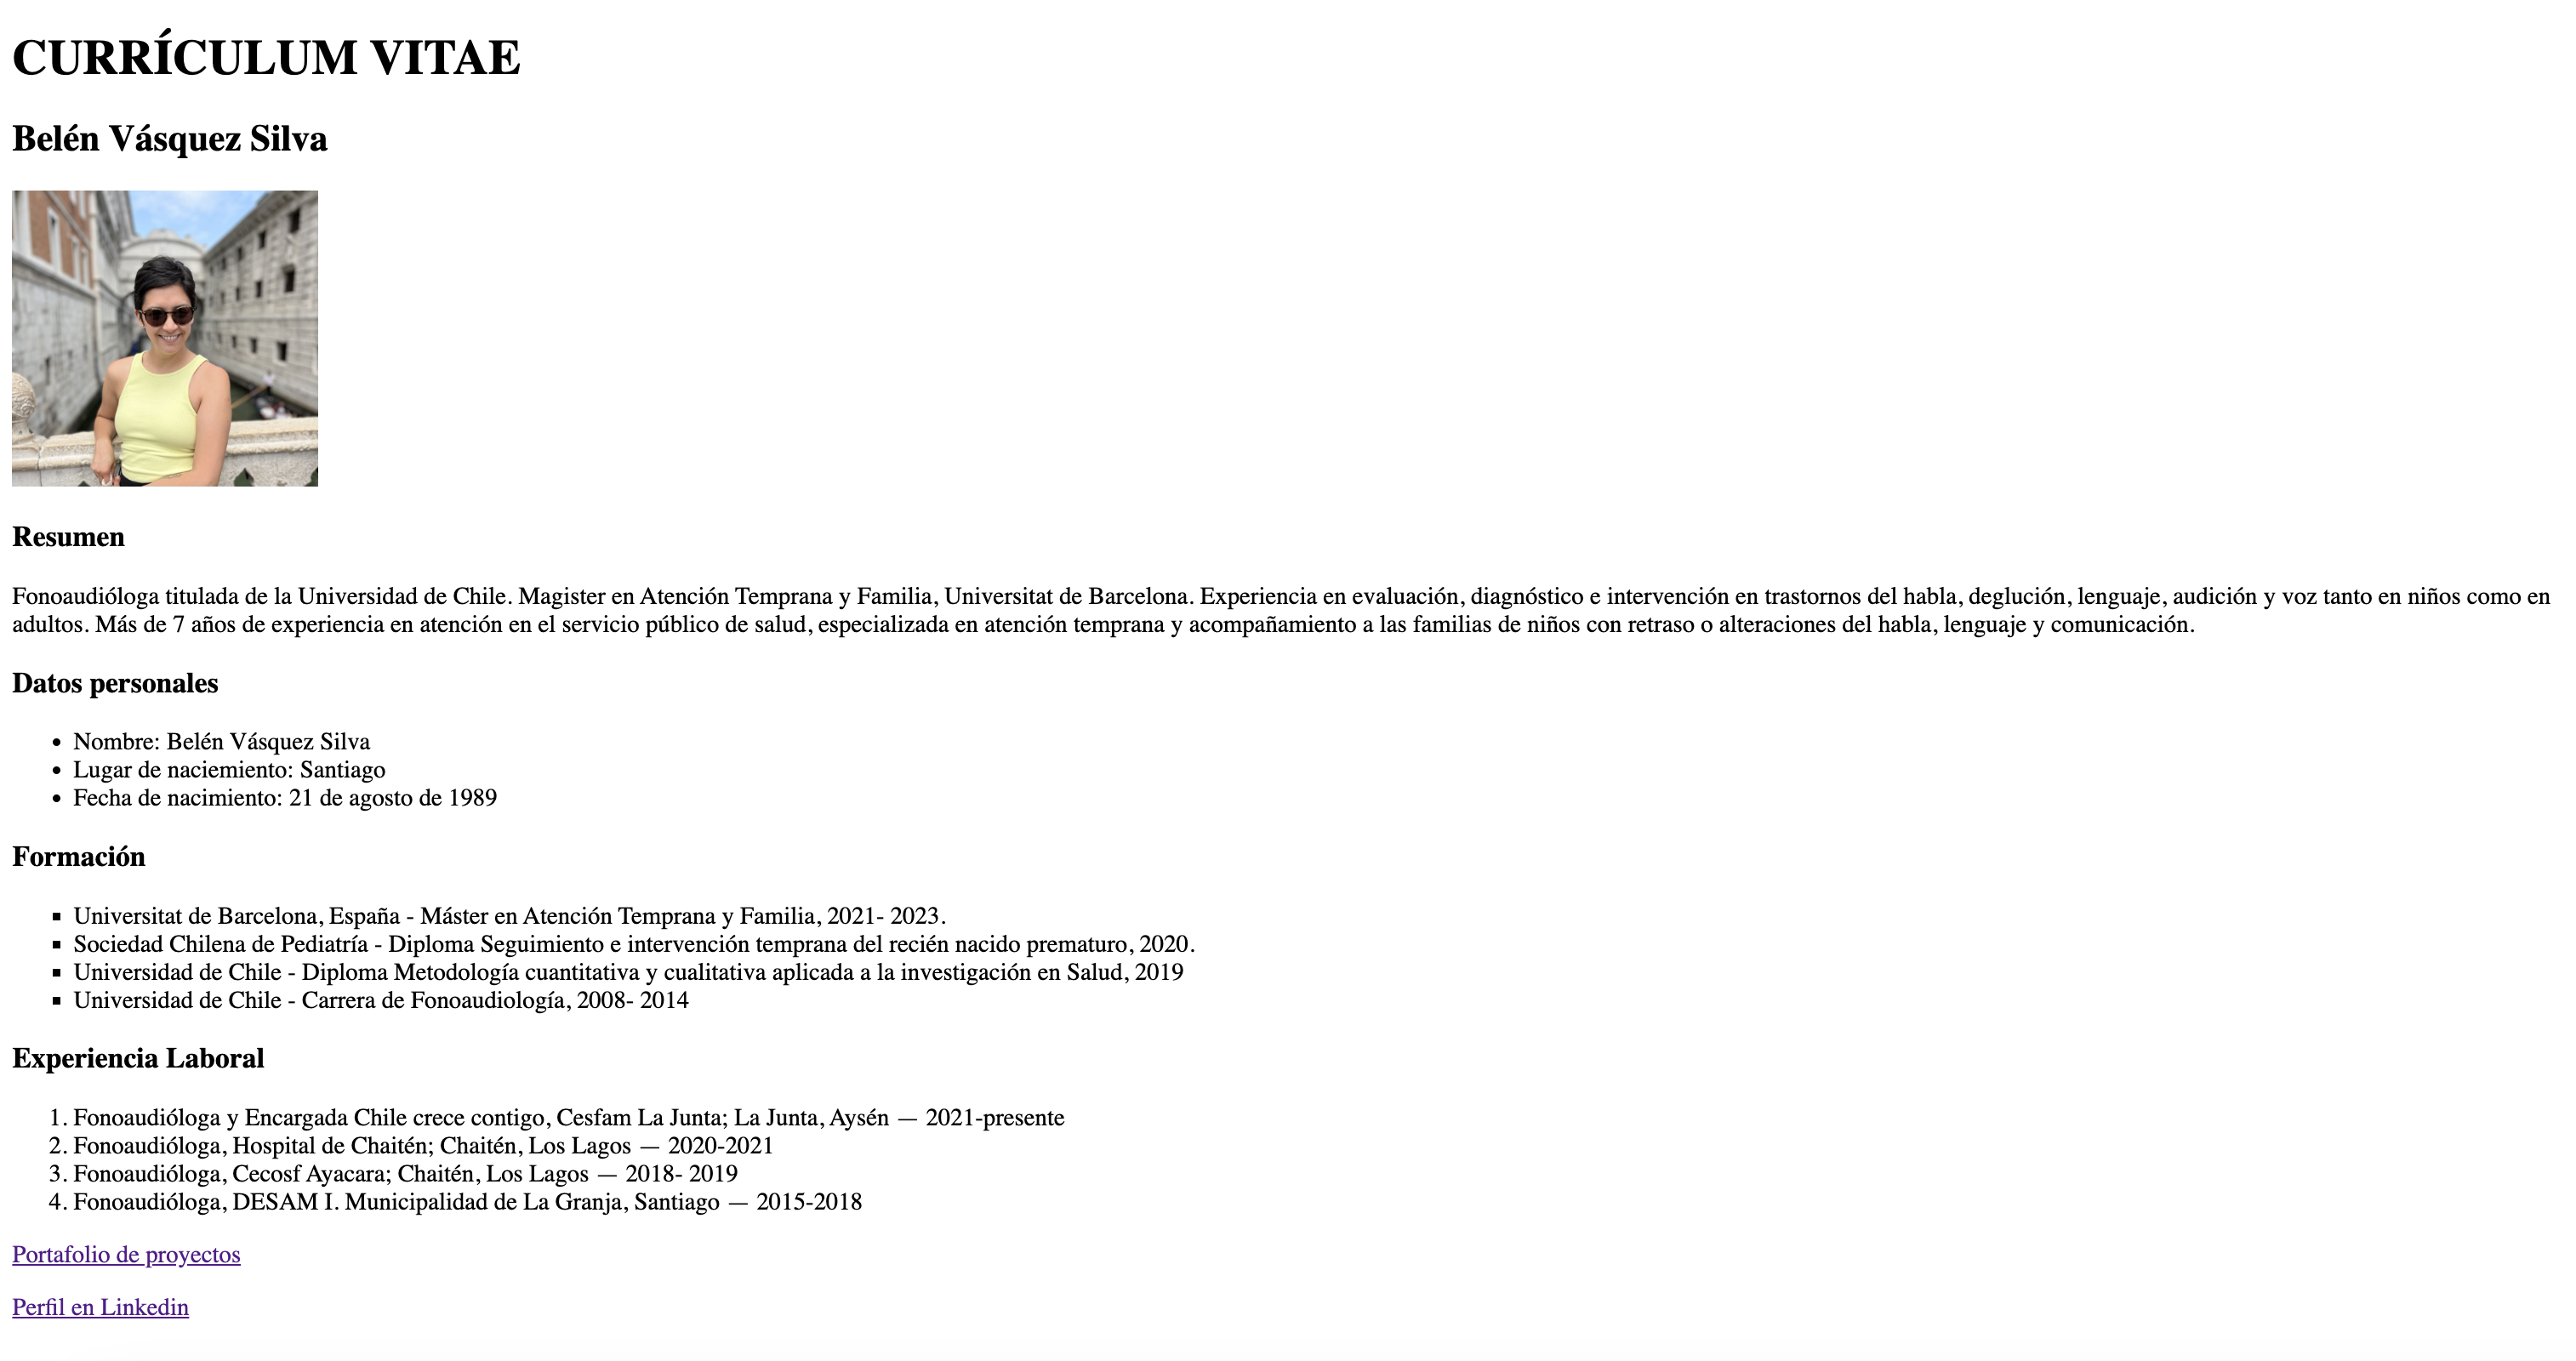 CURRÍCULUM VITAE
Belén Vásquez Silva
Resumen
Fonoaudióloga titulada de la Universidad de Chile. Magister en Atención Temprana y Familia, Universitat de Barcelona. Experiencia en evaluación, diagnóstico e intervención en trastornos del habla, deglución, lenguaje, audición y voz tanto en niños como en
adultos. Más de 7 años de experiencia en atención en el servicio público de salud, especializada en atención temprana y acompañamiento a las familias de niños con retraso o alteraciones del habla, lenguaje y comunicación.
Datos personales
• Nombre: Belén Vásquez Silva
• Lugar de naciemiento: Santiago
• Fecha de nacimiento: 21 de agosto de 1989
Formación
▪ Universitat de Barcelona, España - Máster en Atención Temprana y Familia, 2021- 2023.
▪ Sociedad Chilena de Pediatría - Diploma Seguimiento e intervención temprana del recién nacido prematuro, 2020.
▪ Universidad de Chile - Diploma Metodología cuantitativa y cualitativa aplicada a la investigación en Salud, 2019
▪ Universidad de Chile - Carrera de Fonoaudiología, 2008- 2014
Experiencia Laboral
1. Fonoaudióloga y Encargada Chile crece contigo, Cesfam La Junta; La Junta, Aysén — 2021-presente
2. Fonoaudióloga, Hospital de Chaitén; Chaitén, Los Lagos — 2020-2021
3. Fonoaudióloga, Cecosf Ayacara; Chaitén, Los Lagos — 2018- 2019
4. Fonoaudióloga, DESAM I. Municipalidad de La Granja, Santiago — 2015-2018
Portafolio de proyectos
Perfil en Linkedin